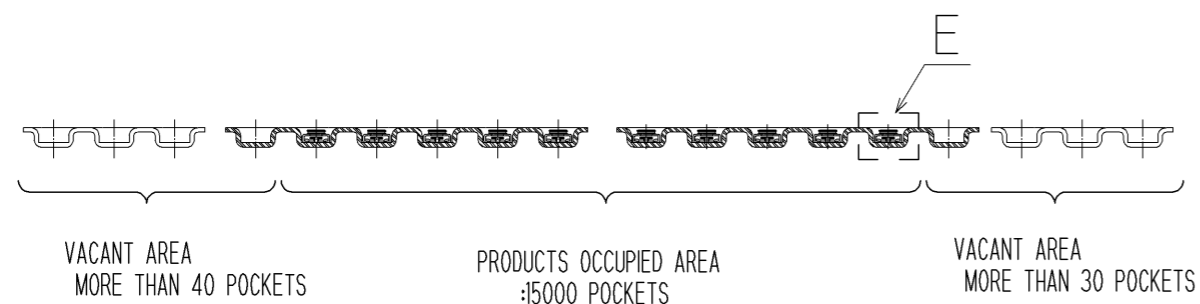 E
VACANT AREA
MORE THAN 40 POCKETS
PRODUCTS OCCUPIED AREA
:15000 POCKETS
VACANT AREA
MORE THAN 30 POCKETS